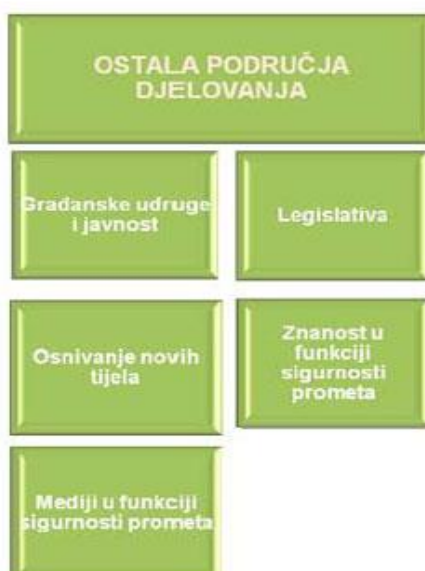 OSTALA PODRUČJA
DJELOVANJA
Građanske udruge
i javnost
Legislativa
Osnivanje novih
tijela
Znanost u
funkciji
sigurnosti
prometa
Mediji u funkciji
sigurnosti prometa